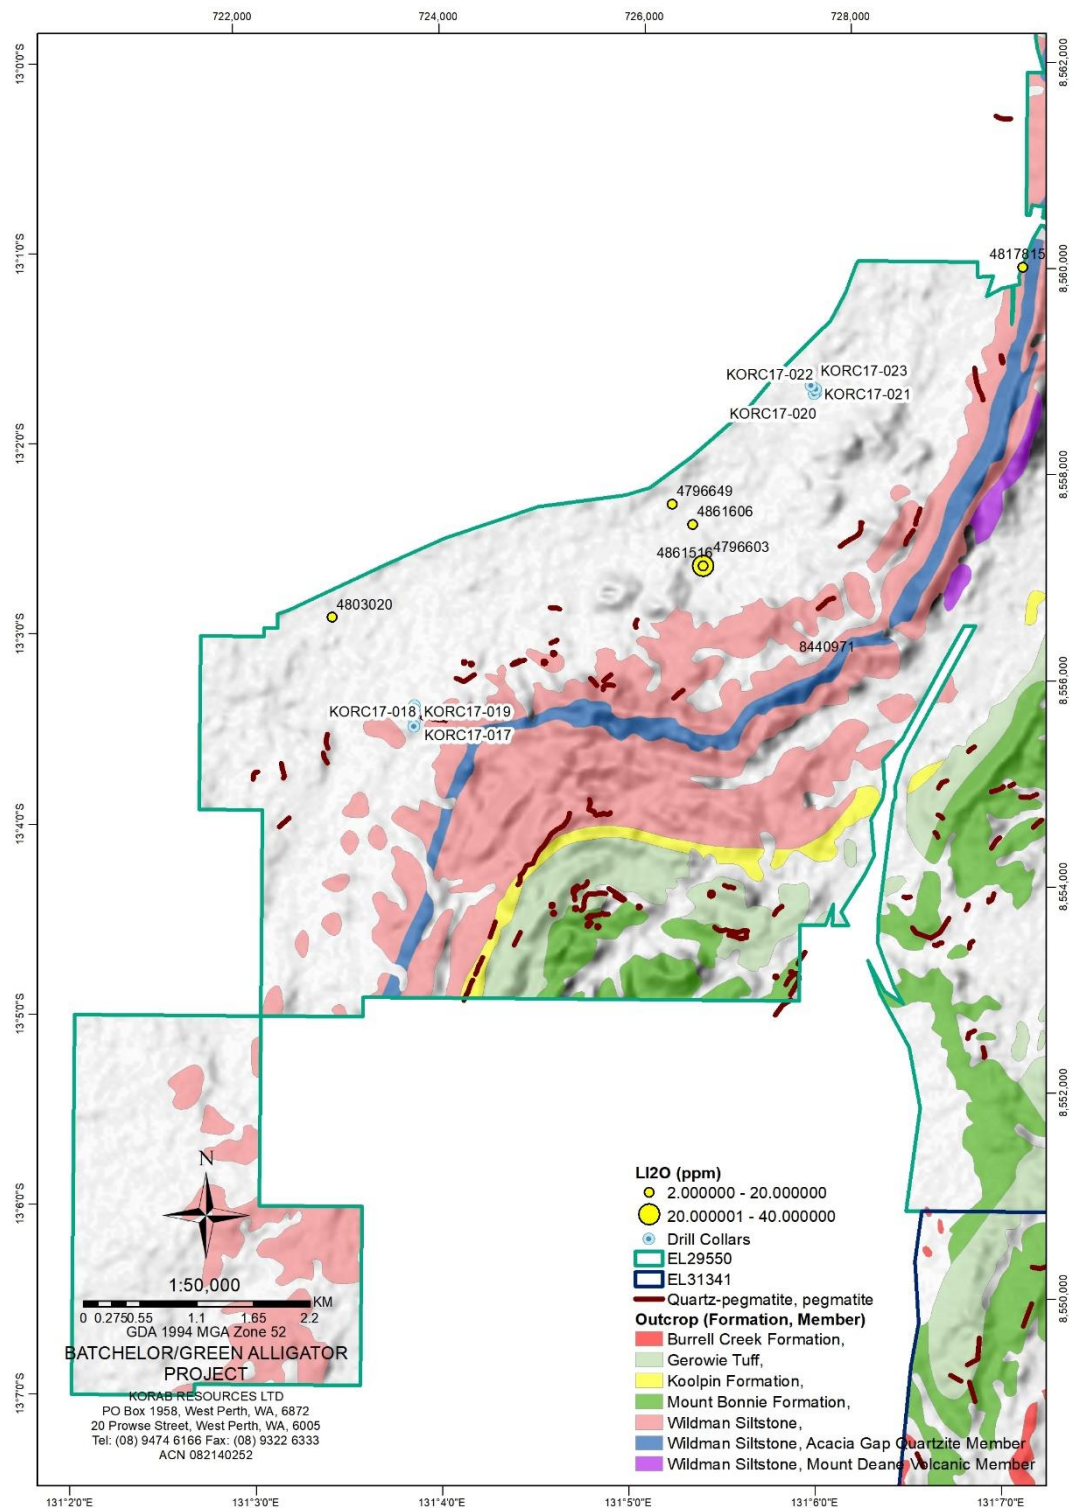 722,000
724,000
726,000
728,000
13°0'0"S
8,562,000
13°1'0"S
4817815
8,560,000
KORC17-022
KORC17-023
KORC17-021
KORC17-020
13°2'0"S
8,558,000
4796649
4861606
4861516
4796603
4803020
13°3'0"S
8440971
8,556,000
KORC17-018
KORC17-019
KORC17-017
13°4'0"S
8,554,000
13°5'0"S
8,552,000
N
13°6'0"S
1:50,000
KM
0 0.275 0.55 1.1 1.65 2.2
GDA 1994 MGA Zone 52
BATCHELOR/GREEN ALLIGATOR
PROJECT
KORAB RESOURCES LTD
PO Box 1958, West Perth, WA, 6872
20 Prowse Street, West Perth, WA, 6005
Tel: (08) 9474 6166 Fax: (08) 9322 6333
ACN 082140252
13°7'0"S
LI2O (ppm)
2.000000 - 20.000000
20.000001 - 40.000000
Drill Collars
EL29550
EL31341
Quartz-pegmatite, pegmatite
Outcrop (Formation, Member)
Burrell Creek Formation,
Gerowie Tuff,
Koolpin Formation,
Mount Bonnie Formation,
Wildman Siltstone,
Wildman Siltstone, Acacia Gap Quartzite Member
Wildman Siltstone, Mount Deane Volcanic Member
8,550,000
131°2'0"E
131°30'0"E
131°4'0"E
131°50'0"E
131°60'0"E
131°70'0"E